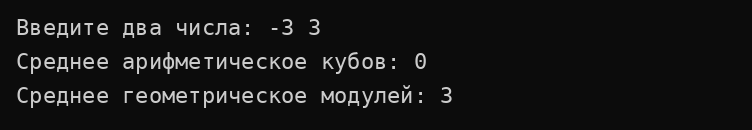 Введите два числа: -3 3
Среднее арифметическое кубов: 0
Среднее геометрическое модулей: 3